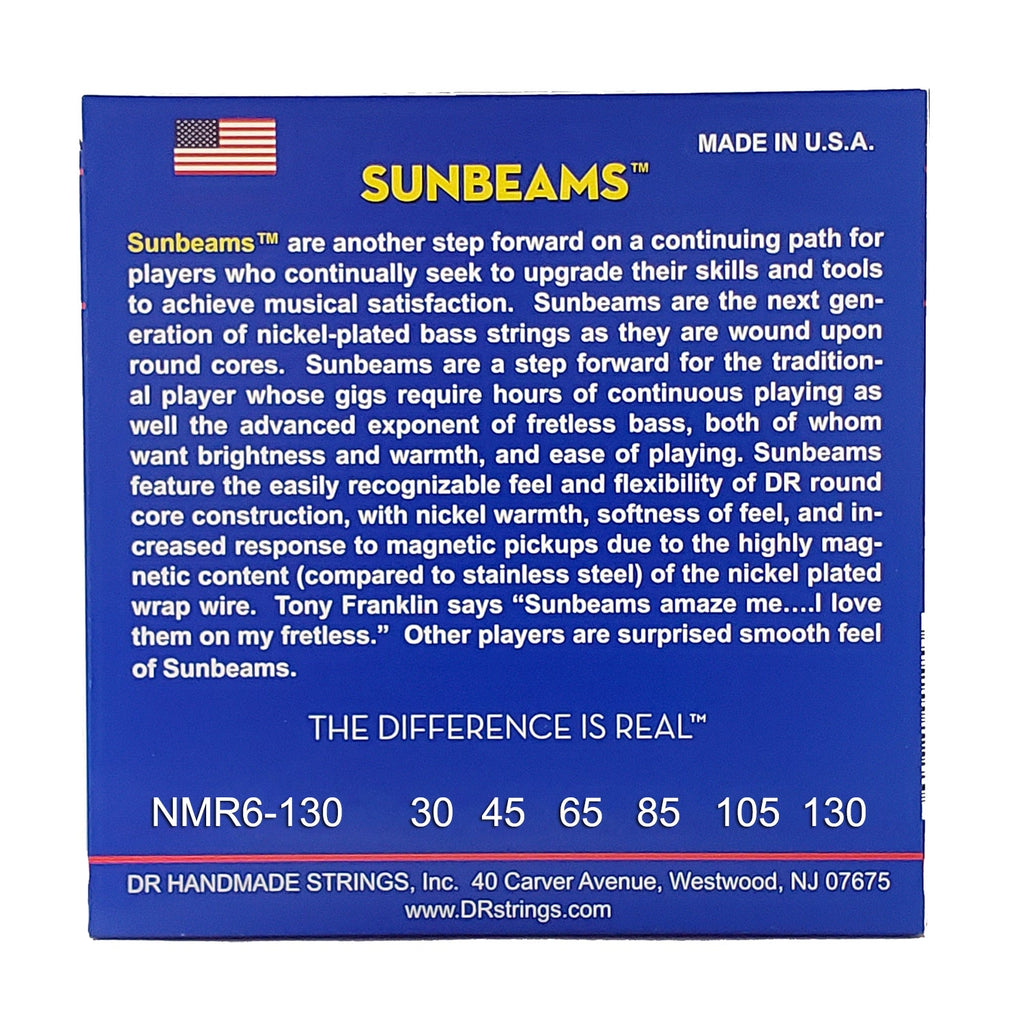 MADE IN U.S.A.
SUNBEAMS™
Sunbeams™ are another step forward on a continuing path for
players who continually seek to upgrade their skills and tools
to achieve musical satisfaction. Sunbeams are the next gen-
eration of nickel-plated bass strings as they are wound upon
round cores. Sunbeams are a step forward for the tradition-
al player whose gigs require hours of continuous playing as
well the advanced exponent of fretless bass, both of whom
want brightness and warmth, and ease of playing. Sunbeams
feature the easily recognizable feel and flexibility of DR round
core construction, with nickel warmth, softness of feel, and in-
creased response to magnetic pickups due to the highly mag-
netic content (compared to stainless steel) of the nickel plated
wrap wire. Tony Franklin says “Sunbeams amaze me....I love
them on my fretless.” Other players are surprised smooth feel
of Sunbeams.
THE DIFFERENCE IS REAL™
NMR6-130 30 45 65 85 105 130
DR HANDMADE STRINGS, Inc. 40 Carver Avenue, Westwood, NJ 07675
www.DRstrings.com